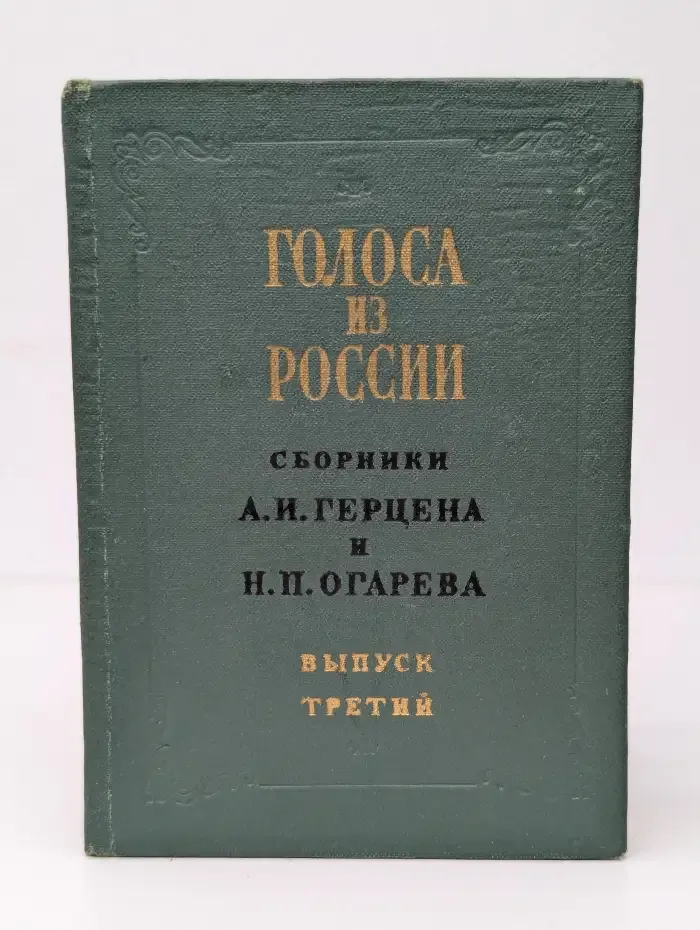 ГОЛОСА
ИЗ
РОССИИ
СБОРНИКИ
А.И.ГЕРЦЕНА
И
Н.П.ОГАРЕВА
ВЫПУСК
ТРЕТИЙ